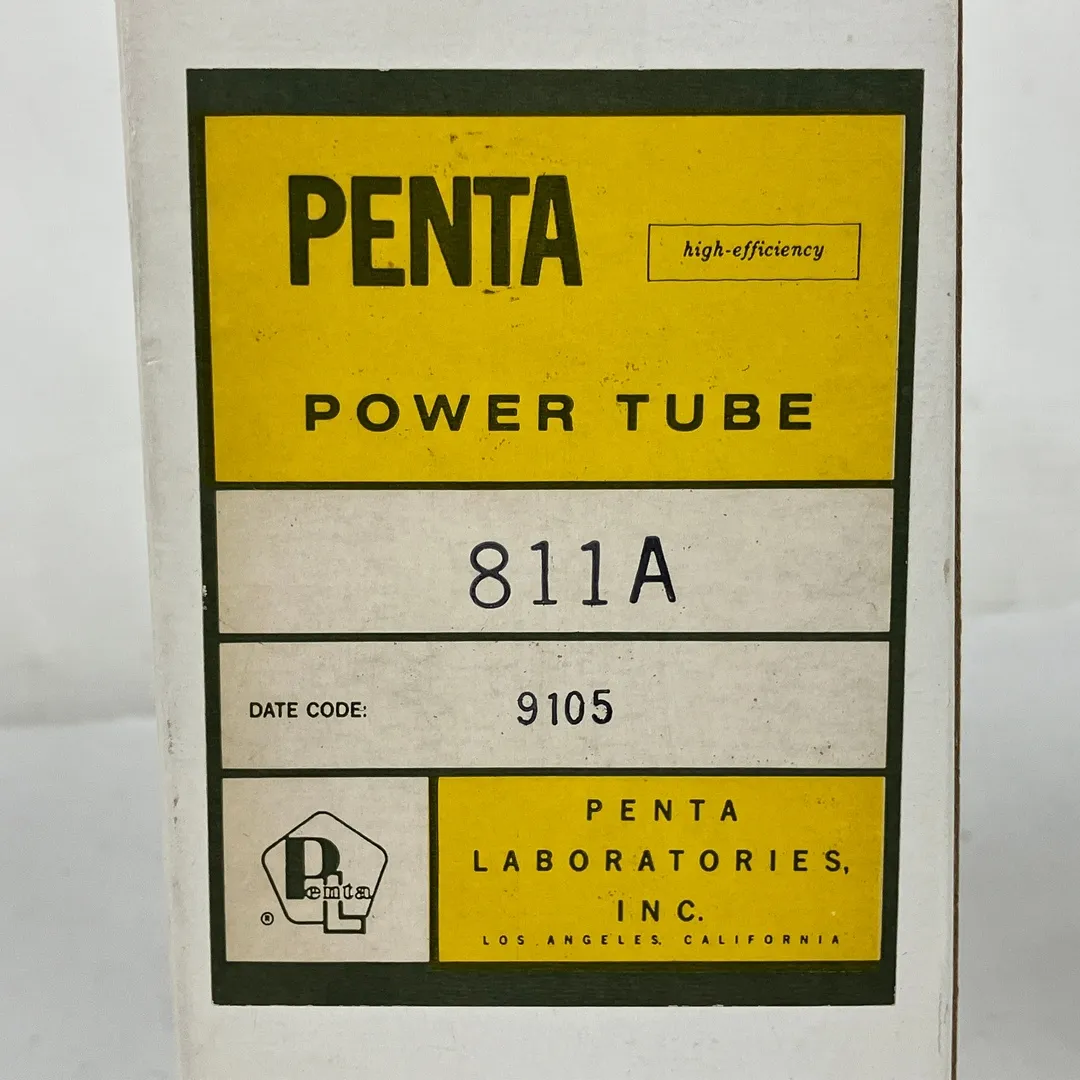 PENTA
high-efficiency
POWER TUBE
811A
DATE CODE: 9105
Penta
L
®
PENTA
LABORATORIES,
INC.
LOS ANGELES, CALIFORNIA